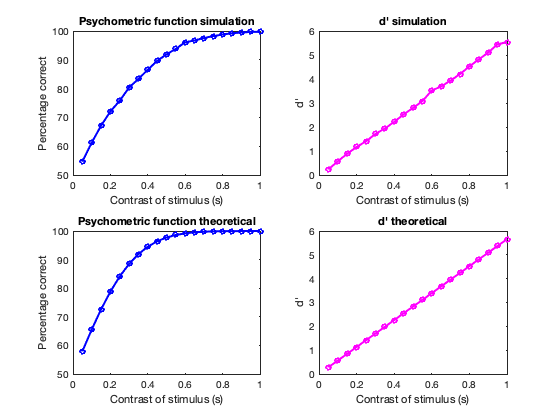 Psychometric function simulation
Percentage correct
100
90
80
70
60
50
0 0.2 0.4 0.6 0.8 1
Contrast of stimulus (s)
d' simulation
d'
6
5
4
3
2
1
0
0 0.2 0.4 0.6 0.8 1
Contrast of stimulus (s)
Psychometric function theoretical
Percentage correct
100
90
80
70
60
50
0 0.2 0.4 0.6 0.8 1
Contrast of stimulus (s)
d' theoretical
d'
6
5
4
3
2
1
0
0 0.2 0.4 0.6 0.8 1
Contrast of stimulus (s)